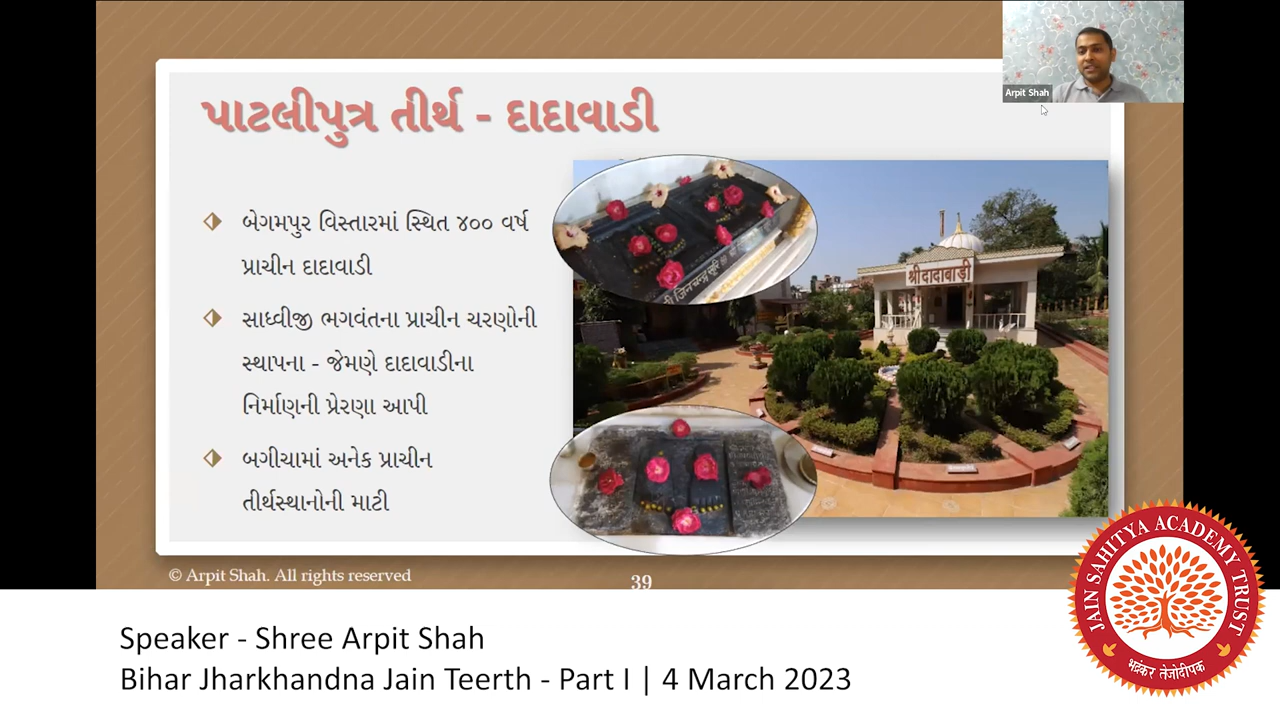 Arpit Shah
પાટલીપુત્ર તીર્થ - દાદાવાડી
બેગમપુર વિસ્તારમાં સ્થિત ૪૦૦ વર્ષ
પ્રાચીન દાદાવાડી
સાધ્વીજી ભગવંતના પ્રાચીન ચરણોની
સ્થાપના - જેમણે દાદાવાડીના
નિર્માણની પ્રેરણા આપી
બગીચામાં અનેક પ્રાચીન
તીર્થસ્થાનોની માટી
जिनचन्द्र सूरि
श्री दादाबाड़ी
© Arpit Shah. All rights reserved
39
JAIN SAHITYA ACADEMY TRUST
भद्रंकर तेजोदीपक
Speaker - Shree Arpit Shah
Bihar Jharkhandna Jain Teerth - Part I | 4 March 2023